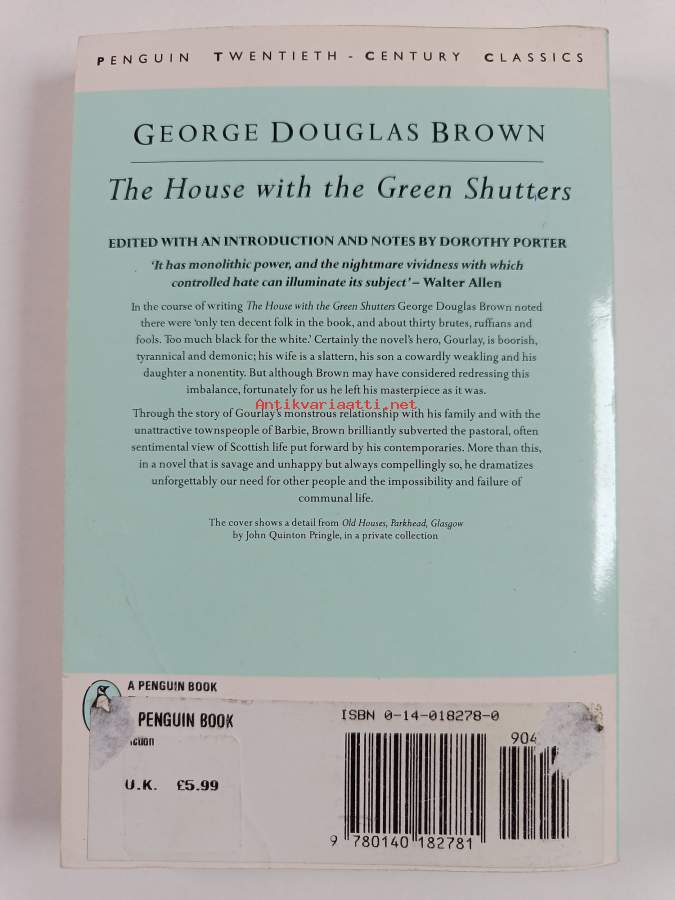 PENGUIN TWENTIETH-CENTURY CLASSICS
GEORGE DOUGLAS BROWN
The House with the Green Shutters
EDITED WITH AN INTRODUCTION AND NOTES BY DOROTHY PORTER
‘It has monolithic power, and the nightmare vividness with which
controlled hate can illuminate its subject’ – Walter Allen
In the course of writing The House with the Green Shutters George Douglas Brown noted
there were ‘only ten decent folk in the book, and about thirty brutes, ruffians and
fools. Too much black for the white.’ Certainly the novel’s hero, Gourlay, is boorish,
tyrannical and demonic; his wife is a slattern, his son a cowardly weakling and his
daughter a nonentity. But although Brown may have considered redressing this
imbalance, fortunately for us he left his masterpiece as it was.
Antikvariaatti.net
Through the story of Gourlay’s monstrous relationship with his family and with the
unattractive townspeople of Barbie, Brown brilliantly subverted the pastoral, often
sentimental view of Scottish life put forward by his contemporaries. More than this,
in a novel that is savage and unhappy but always compellingly so, he dramatizes
unforgettably our need for other people and the impossibility and failure of
communal life.
The cover shows a detail from Old Houses, Parkhead, Glasgow
by John Quinton Pringle, in a private collection
A PENGUIN BOOK
PENGUIN BOOK
ISBN 0-14-018278-0
904
U.K. £5.99
9 780140 182781